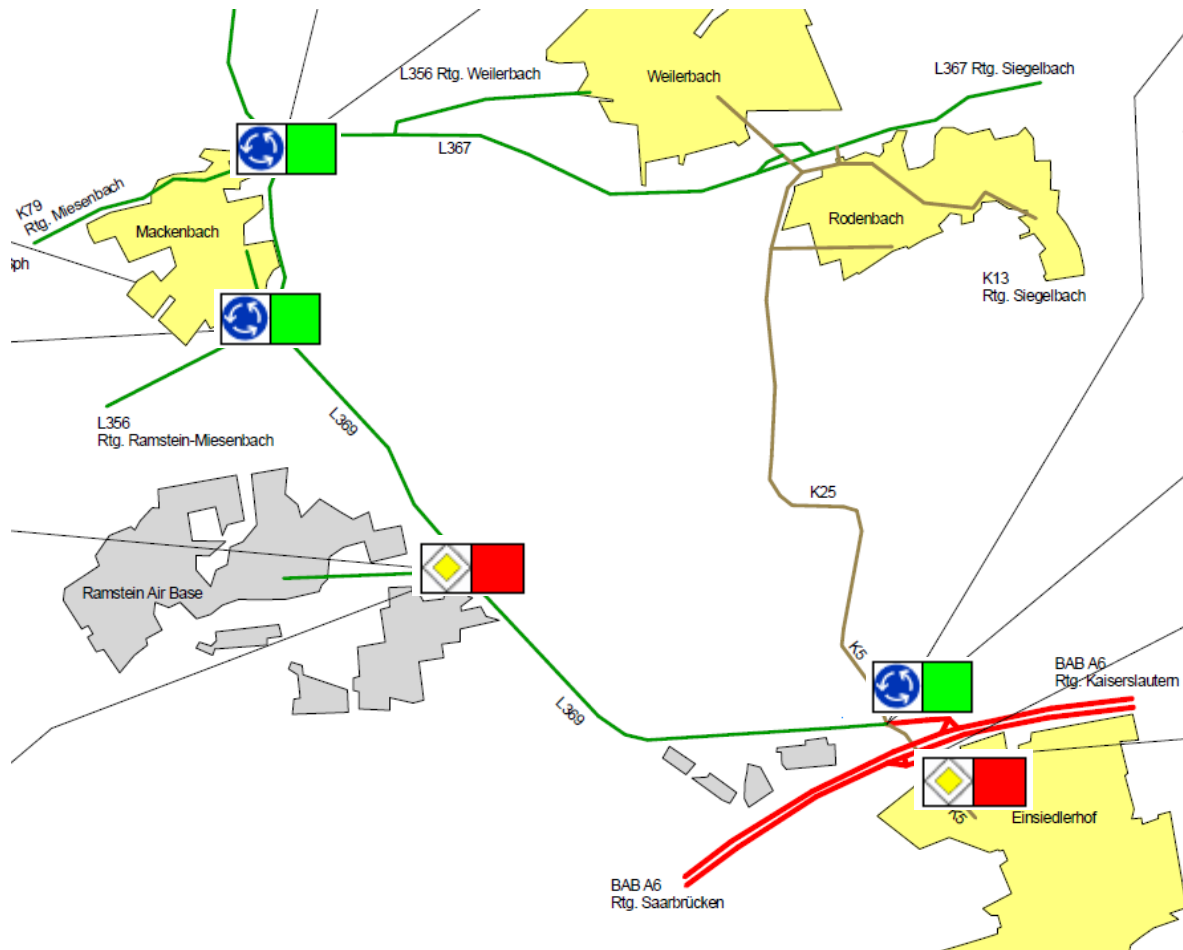 L356 Rtg. Weilerbach
Weilerbach
L367 Rtg. Siegelbach
L367
K79
Rtg. Miesenbach
Mackenbach
Rodenbach
K13
Rtg. Siegelbach
L356
Rtg. Ramstein-Miesenbach
L369
K25
Ramstein Air Base
K5
BAB A6
Rtg. Kaiserslautern
L369
K5
Einsiedlerhof
BAB A6
Rtg. Saarbrücken